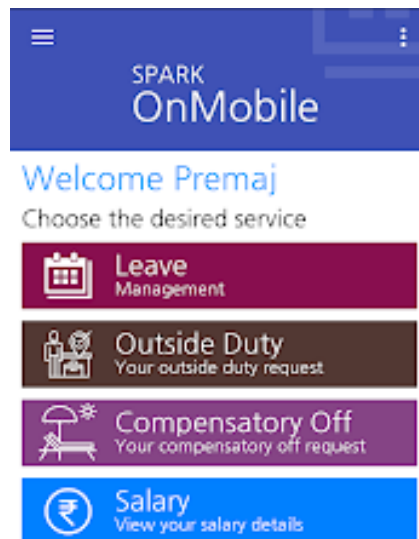 SPARK
OnMobile
Welcome Premaj
Choose the desired service
Leave
Management
Outside Duty
Your outside duty request
Compensatory Off
Your compensatory off request
Salary
View your salary details